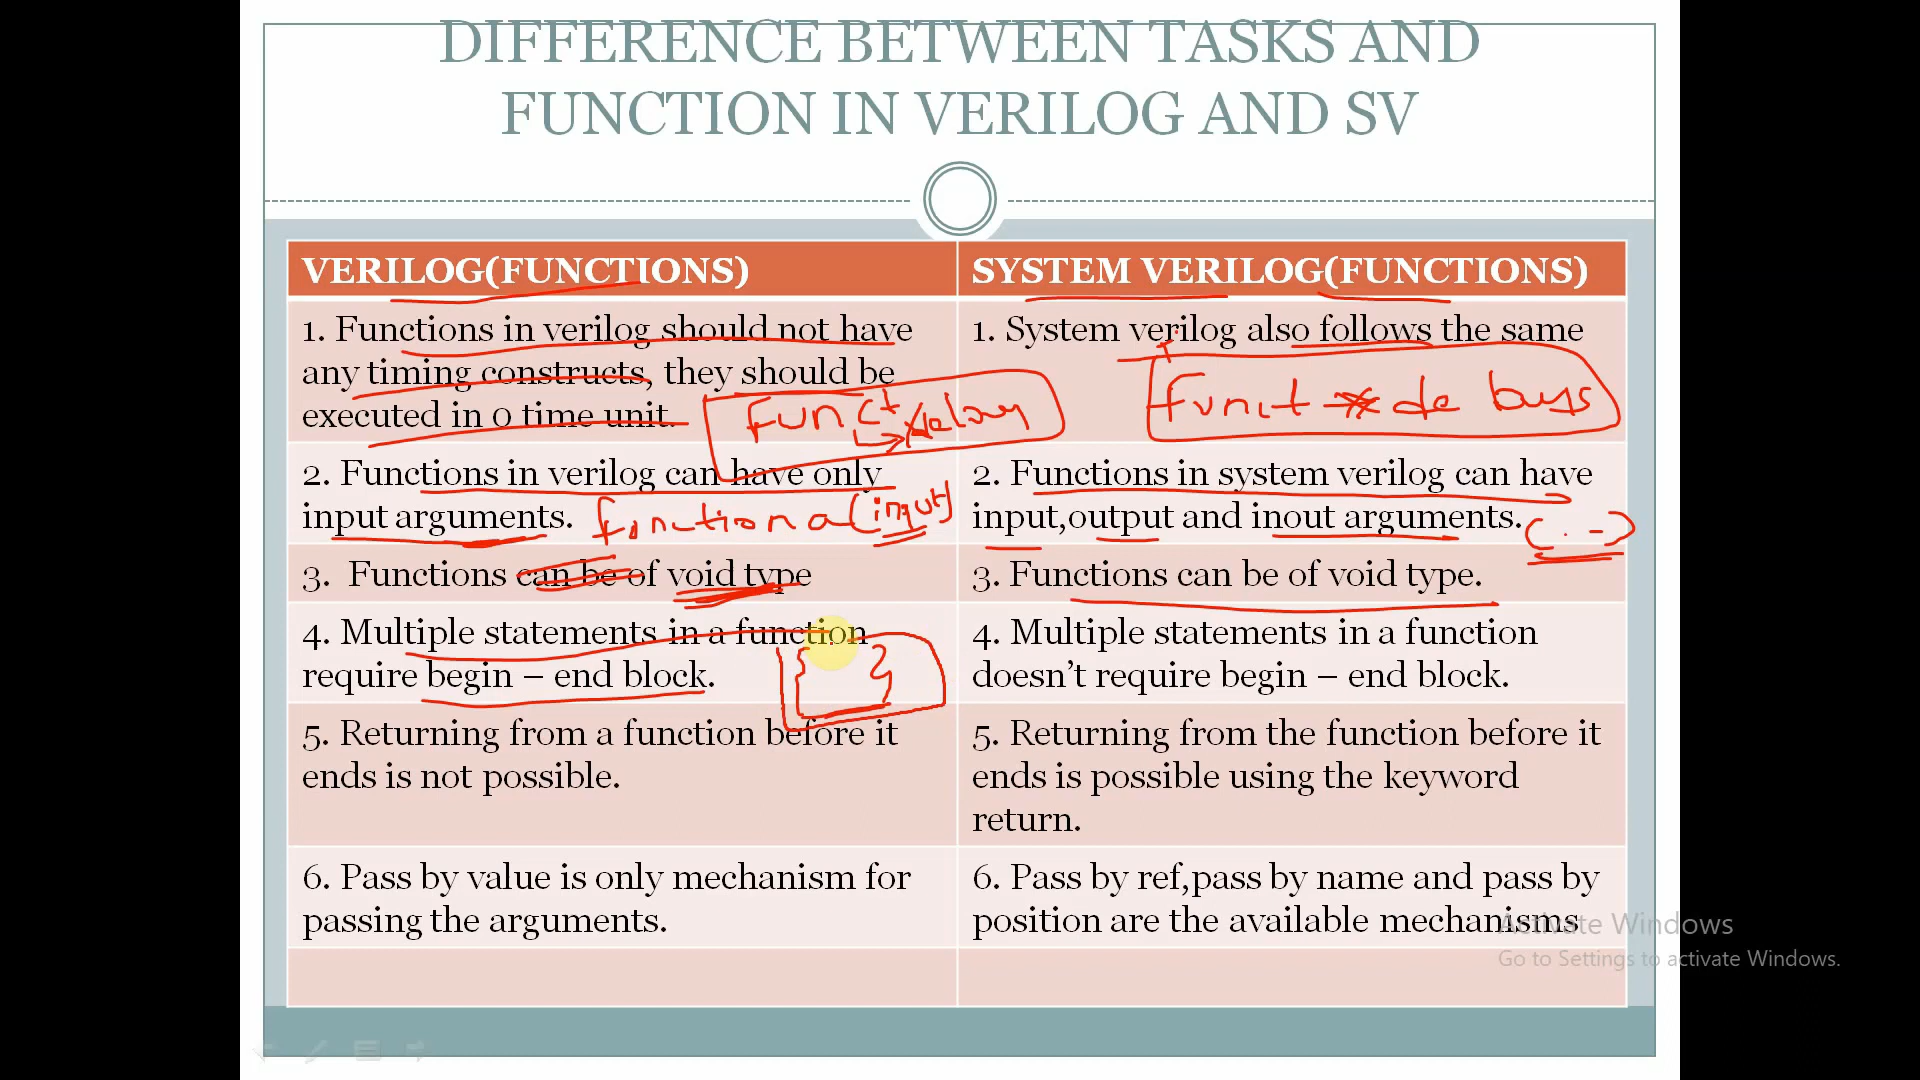 DIFFERENCE BETWEEN TASKS AND
FUNCTION IN VERILOG AND SV
VERILOG(FUNCTIONS)
SYSTEM VERILOG(FUNCTIONS)
1. Functions in verilog should not have
any timing constructs, they should be
executed in 0 time unit.
Funct
delay
1. System verilog also follows the same
funct
2. Functions in verilog can have only
input arguments.
function a(input)
2. Functions in system verilog can have
input,output and inout arguments.
3. Functions can be of void type
3. Functions can be of void type.
4. Multiple statements in a function
require begin – end block.
{ }
4. Multiple statements in a function
doesn't require begin – end block.
5. Returning from a function before it
ends is not possible.
5. Returning from the function before it
ends is possible using the keyword
return.
6. Pass by value is only mechanism for
passing the arguments.
6. Pass by ref,pass by name and pass by
position are the available mechanisms
Activate Windows
Go to Settings to activate Windows.